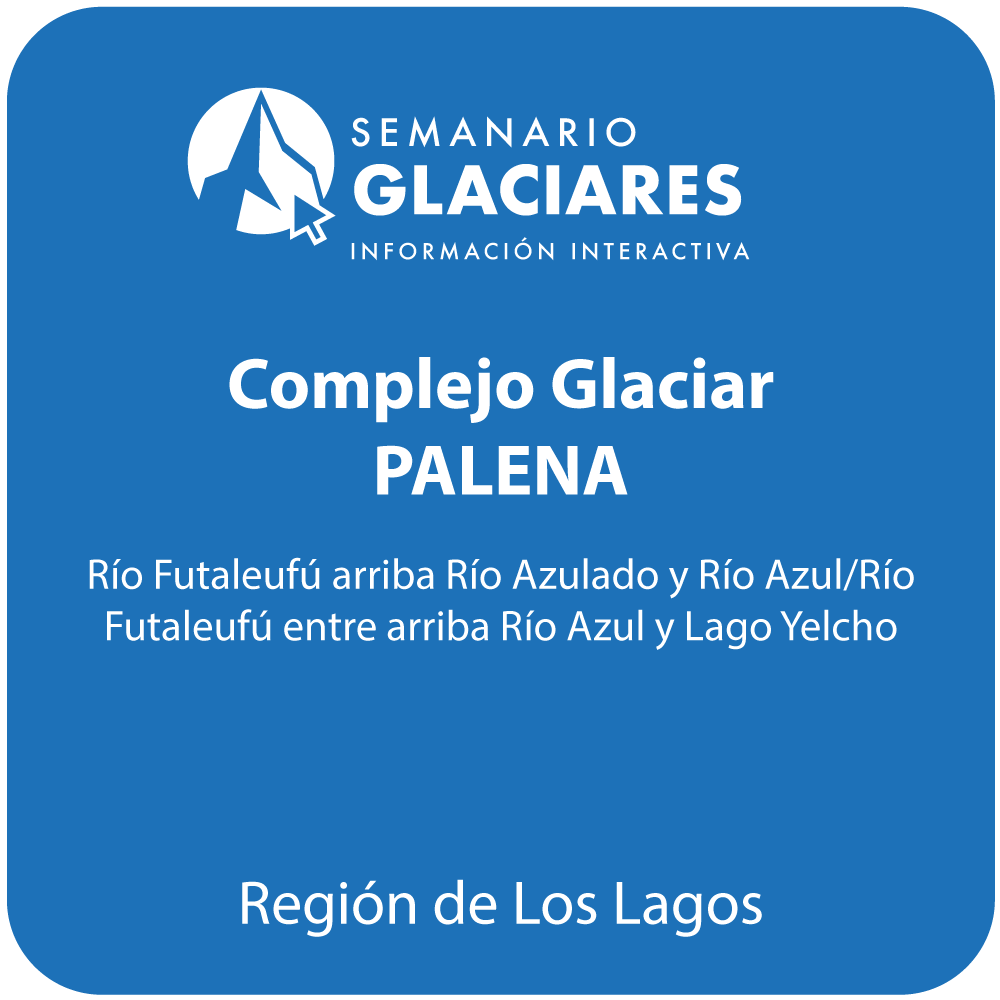 SEMANARIO
GLACIARES
INFORMACIÓN INTERACTIVA
Complejo Glaciar
PALENA
Río Futaleufú arriba Río Azulado y Río Azul/Río
Futaleufú entre arriba Río Azul y Lago Yelcho
Región de Los Lagos